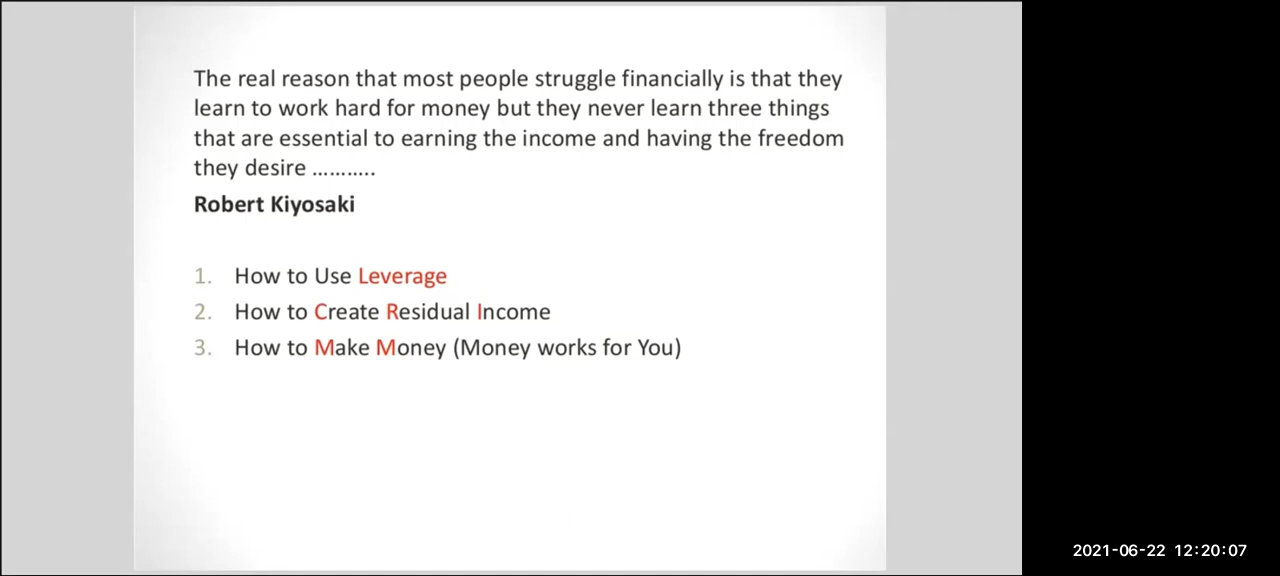 The real reason that most people struggle financially is that they
learn to work hard for money but they never learn three things
that are essential to earning the income and having the freedom
they desire ………..
Robert Kiyosaki
1. How to Use Leverage
2. How to Create Residual Income
3. How to Make Money (Money works for You)
2021-06-22 12:20:07